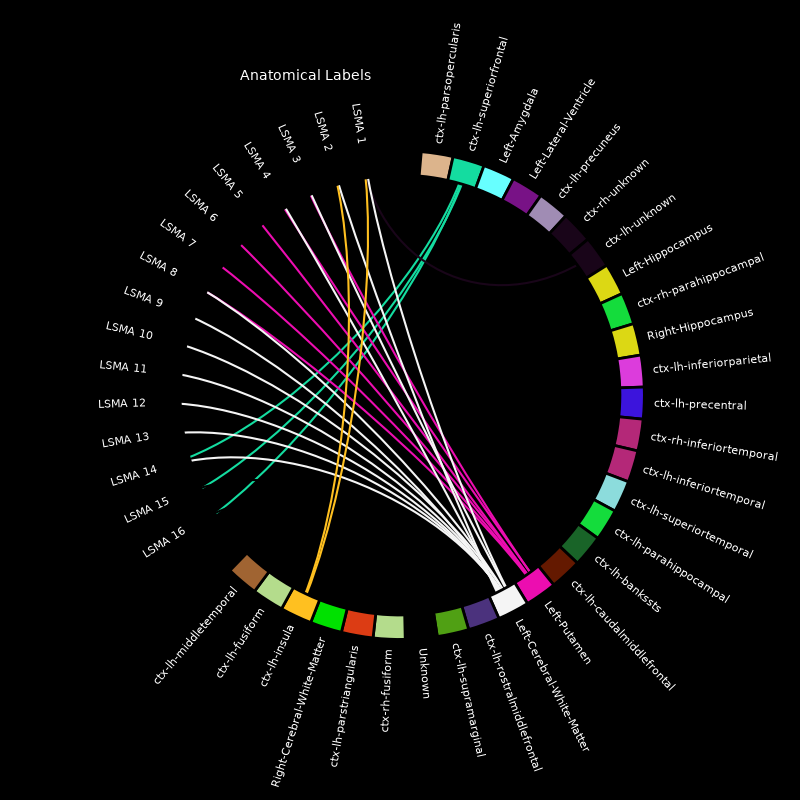 Anatomical Labels
LSMA 1
LSMA 2
LSMA 3
LSMA 4
LSMA 5
LSMA 6
LSMA 7
LSMA 8
LSMA 9
LSMA 10
LSMA 11
LSMA 12
LSMA 13
LSMA 14
LSMA 15
LSMA 16
ctx-lh-parsopercularis
ctx-lh-superiorfrontal
Left-Amygdala
Left-Lateral-Ventricle
ctx-lh-precuneus
ctx-rh-unknown
ctx-lh-unknown
Left-Hippocampus
ctx-rh-parahippocampal
Right-Hippocampus
ctx-lh-inferiorparietal
ctx-lh-precentral
ctx-rh-inferiortemporal
ctx-lh-inferiortemporal
ctx-lh-superiortemporal
ctx-lh-parahippocampal
ctx-lh-bankssts
ctx-lh-caudalmiddlefrontal
Left-Putamen
Left-Cerebral-White-Matter
ctx-lh-rostralmiddlefrontal
ctx-lh-supramarginal
Unknown
ctx-rh-fusiform
ctx-lh-parstriangularis
Right-Cerebral-White-Matter
ctx-lh-insula
ctx-lh-fusiform
ctx-lh-middletemporal